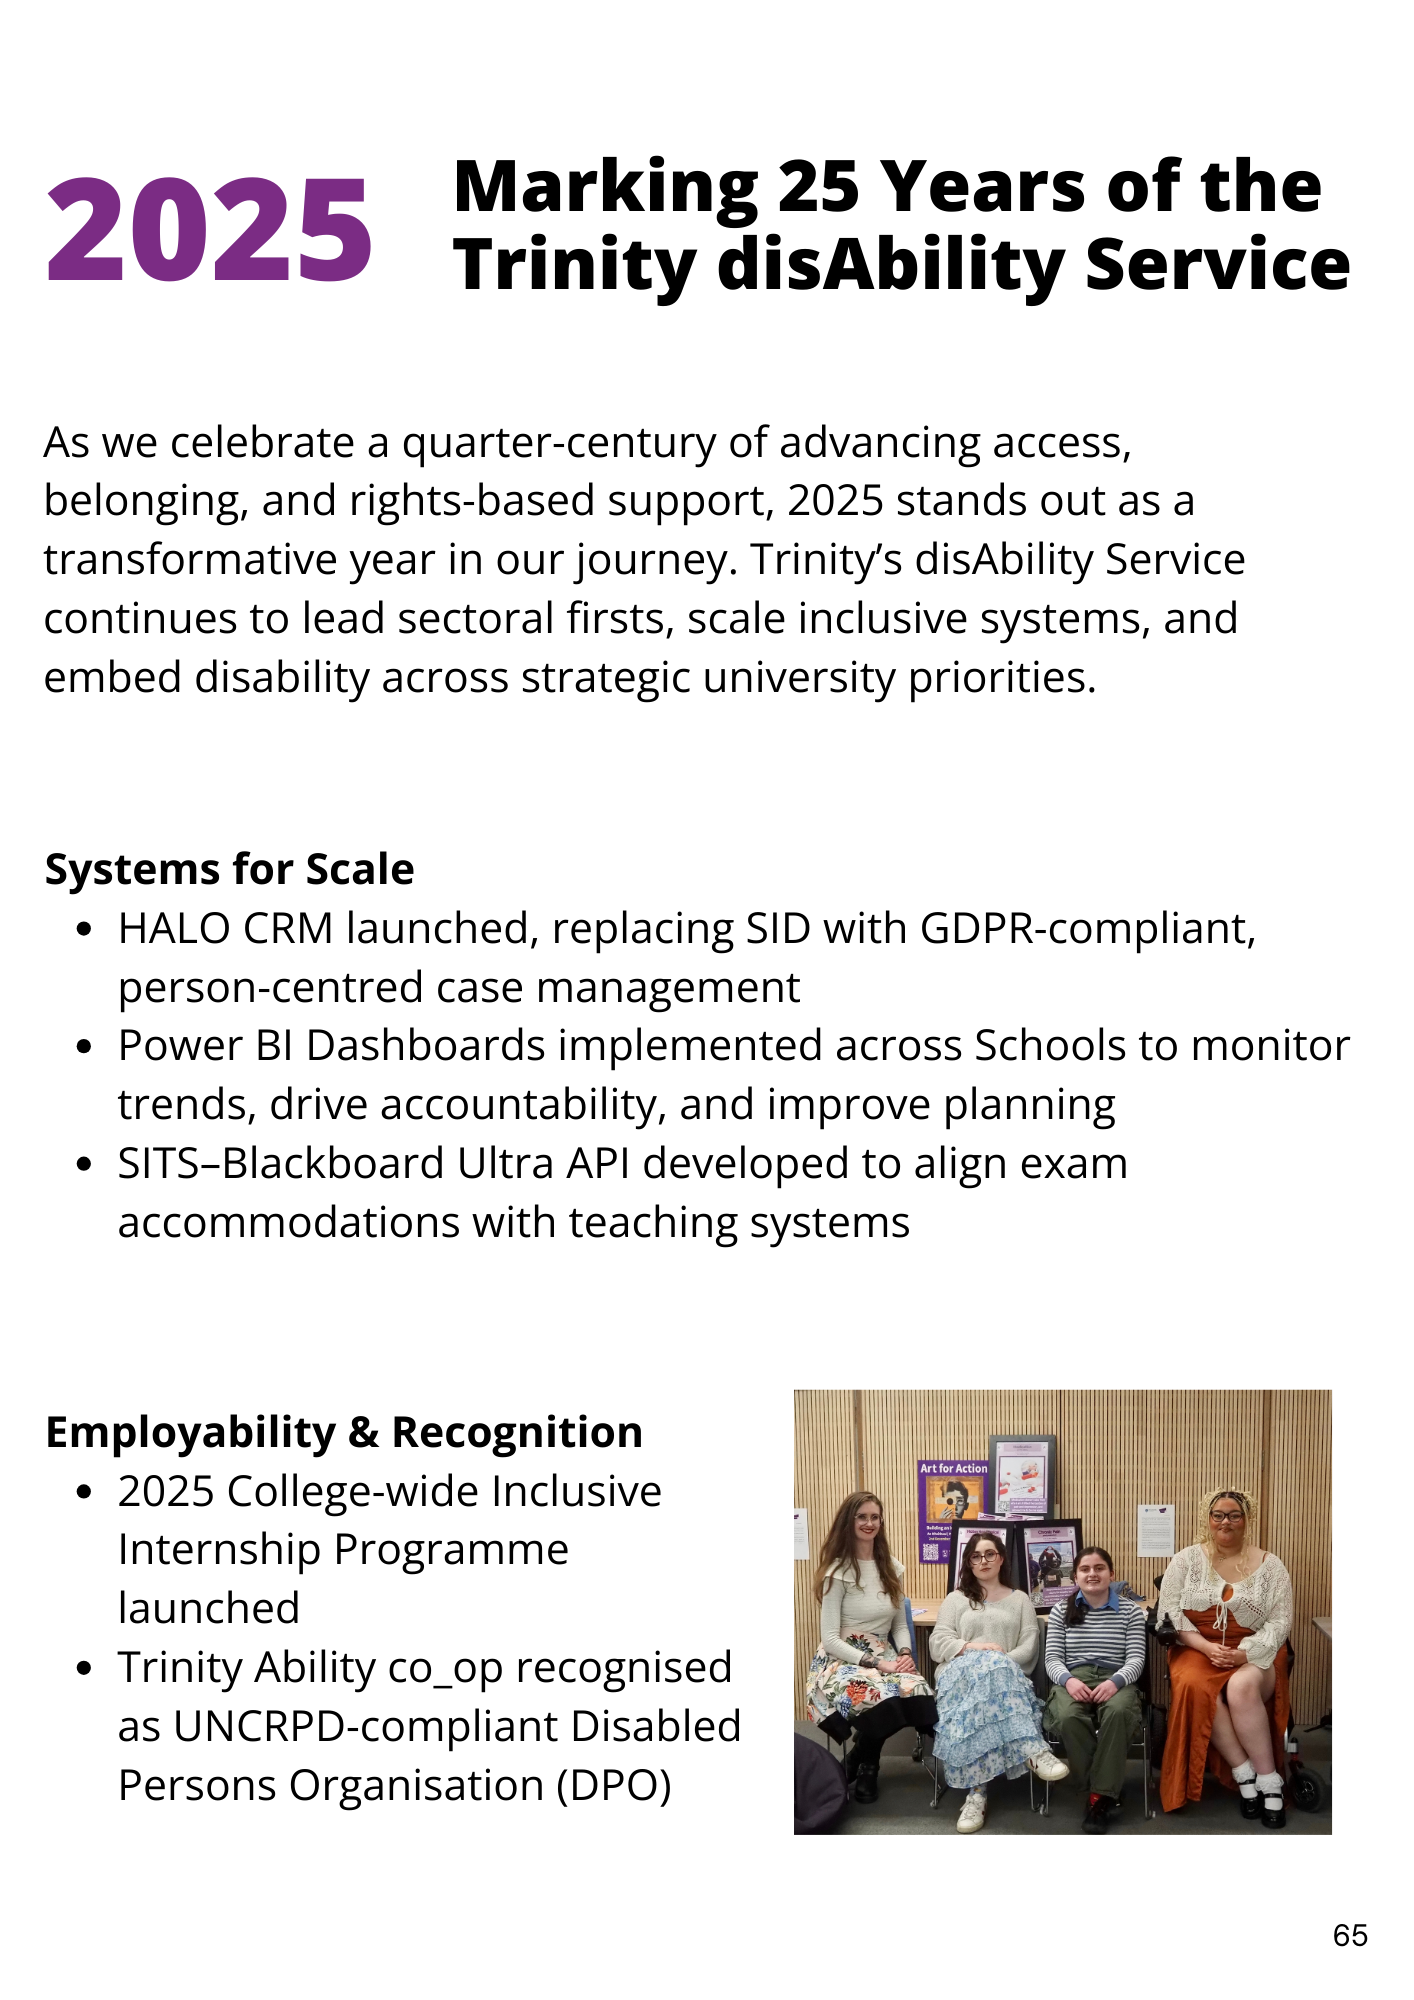 2025
Marking 25 Years of the
Trinity disAbility Service
As we celebrate a quarter-century of advancing access,
belonging, and rights-based support, 2025 stands out as a
transformative year in our journey. Trinity’s disAbility Service
continues to lead sectoral firsts, scale inclusive systems, and
embed disability across strategic university priorities.
Systems for Scale
• HALO CRM launched, replacing SID with GDPR-compliant,
person-centred case management
• Power BI Dashboards implemented across Schools to monitor
trends, drive accountability, and improve planning
• SITS–Blackboard Ultra API developed to align exam
accommodations with teaching systems
Employability & Recognition
• 2025 College-wide Inclusive
Internship Programme
launched
• Trinity Ability co_op recognised
as UNCRPD-compliant Disabled
Persons Organisation (DPO)
Art for Action
65